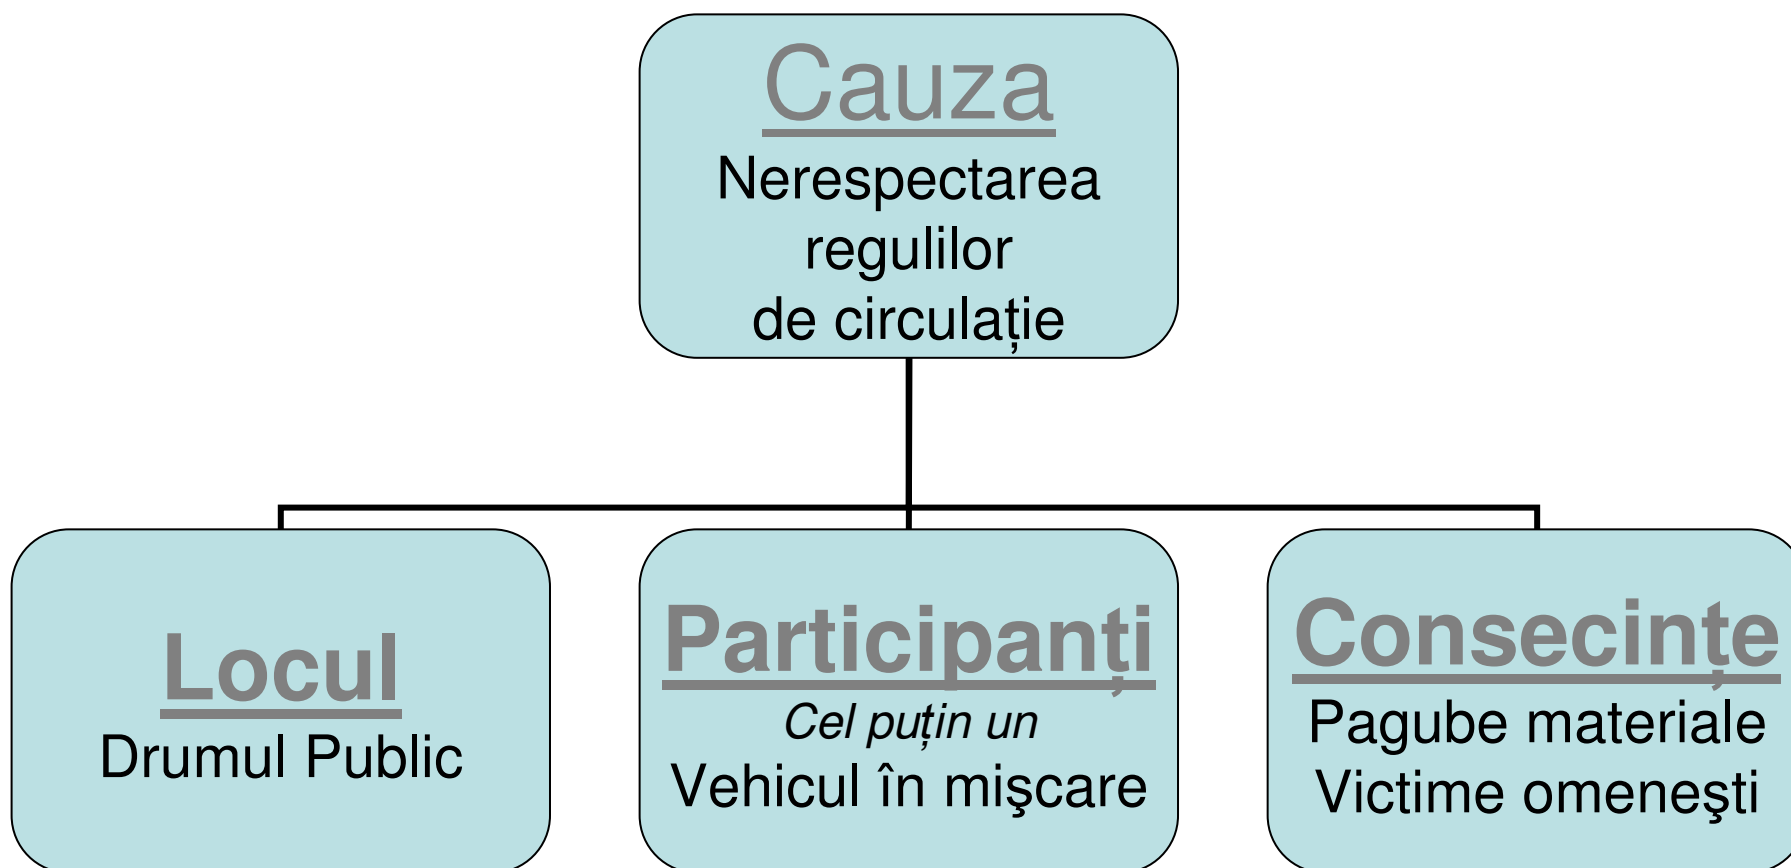 Cauza
Nerespectarea
regulilor
de circulație
Locul
Drumul Public
Participanți
Cel puțin un
Vehicul în mişcare
Consecințe
Pagube materiale
Victime omeneşti